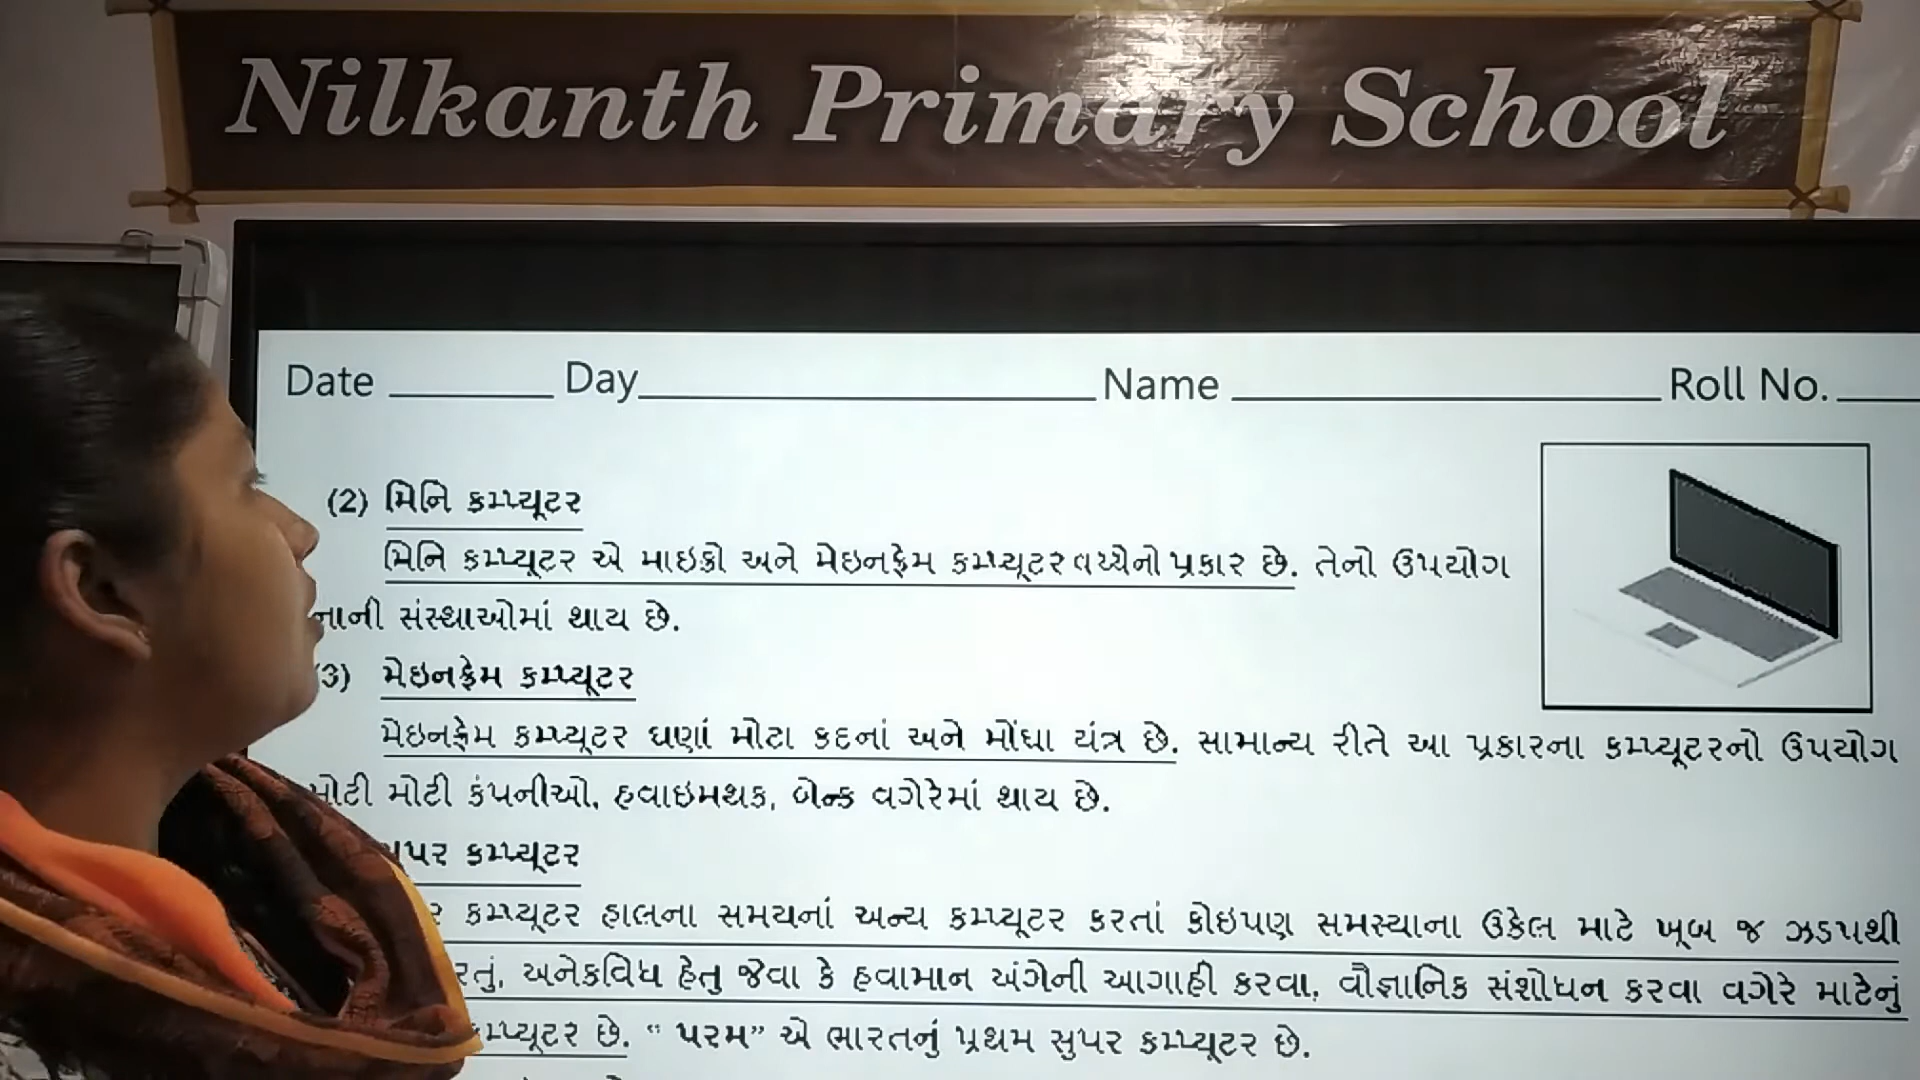 Nilkanth Primary School
Date Day Name Roll No.
(2) મિનિ કમ્પ્યૂટર
મિનિ કમ્પ્યૂટર એ માઇક્રો અને મેઇનફ્રેમ કમ્પ્યૂટર વચ્ચેનો પ્રકાર છે. તેનો ઉપયોગ
નાની સંસ્થાઓમાં થાય છે.
3) મેઇનફ્રેમ કમ્પ્યૂટર
મેઇનફ્રેમ કમ્પ્યૂટર ઘણાં મોટા કદનાં અને મોંઘા યંત્ર છે. સામાન્ય રીતે આ પ્રકારના કમ્પ્યૂટરનો ઉપયોગ
મોટી મોટી કંપનીઓ, હવાઇમથક, બેન્ક વગેરેમાં થાય છે.
સુપર કમ્પ્યૂટર
કમ્પ્યૂટર હાલના સમયનાં અન્ય કમ્પ્યૂટર કરતાં કોઇપણ સમસ્યાના ઉકેલ માટે ખૂબ જ ઝડપથી
અનેકવિધ હેતુ જેવા કે હવામાન અંગેની આગાહી કરવા, વૌજ્ઞાનિક સંશોધન કરવા વગેરે માટેનું
કમ્પ્યૂટર છે. “ પરમ” એ ભારતનું પ્રથમ સુપર કમ્પ્યૂટર છે.